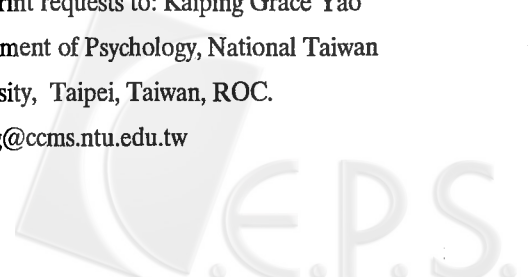 rint requests to: Kaiping Grace Yao
ment of Psychology, National Taiwan
sity, Taipei, Taiwan, ROC.
@ccms.ntu.edu.tw
C.E.P.S.